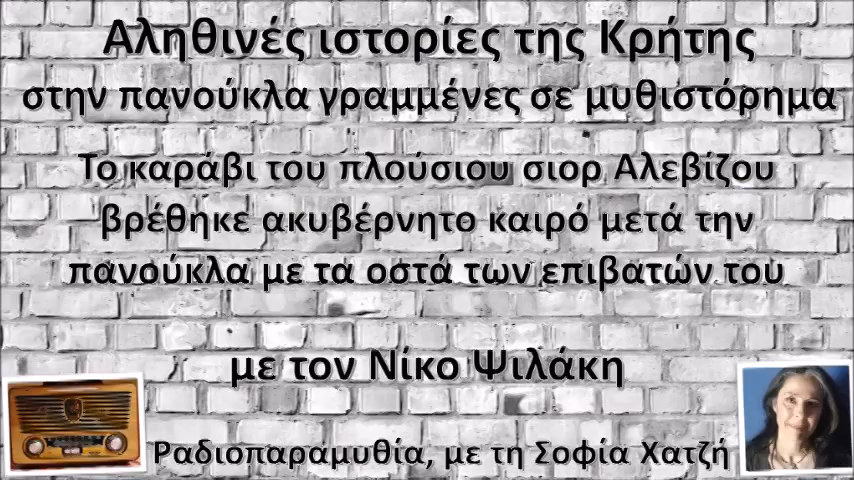 Αληθινές ιστορίες της Κρήτης
στην πανούκλα γραμμένες σε μυθιστόρημα
Το καράβι του πλούσιου σιορ Αλεβίζου
βρέθηκε ακυβέρνητο καιρό μετά την
πανούκλα με τα οστά των επιβατών του
με τον Νίκο Ψιλάκη
Ραδιοπαραμυθία, με τη Σοφία Χατζή